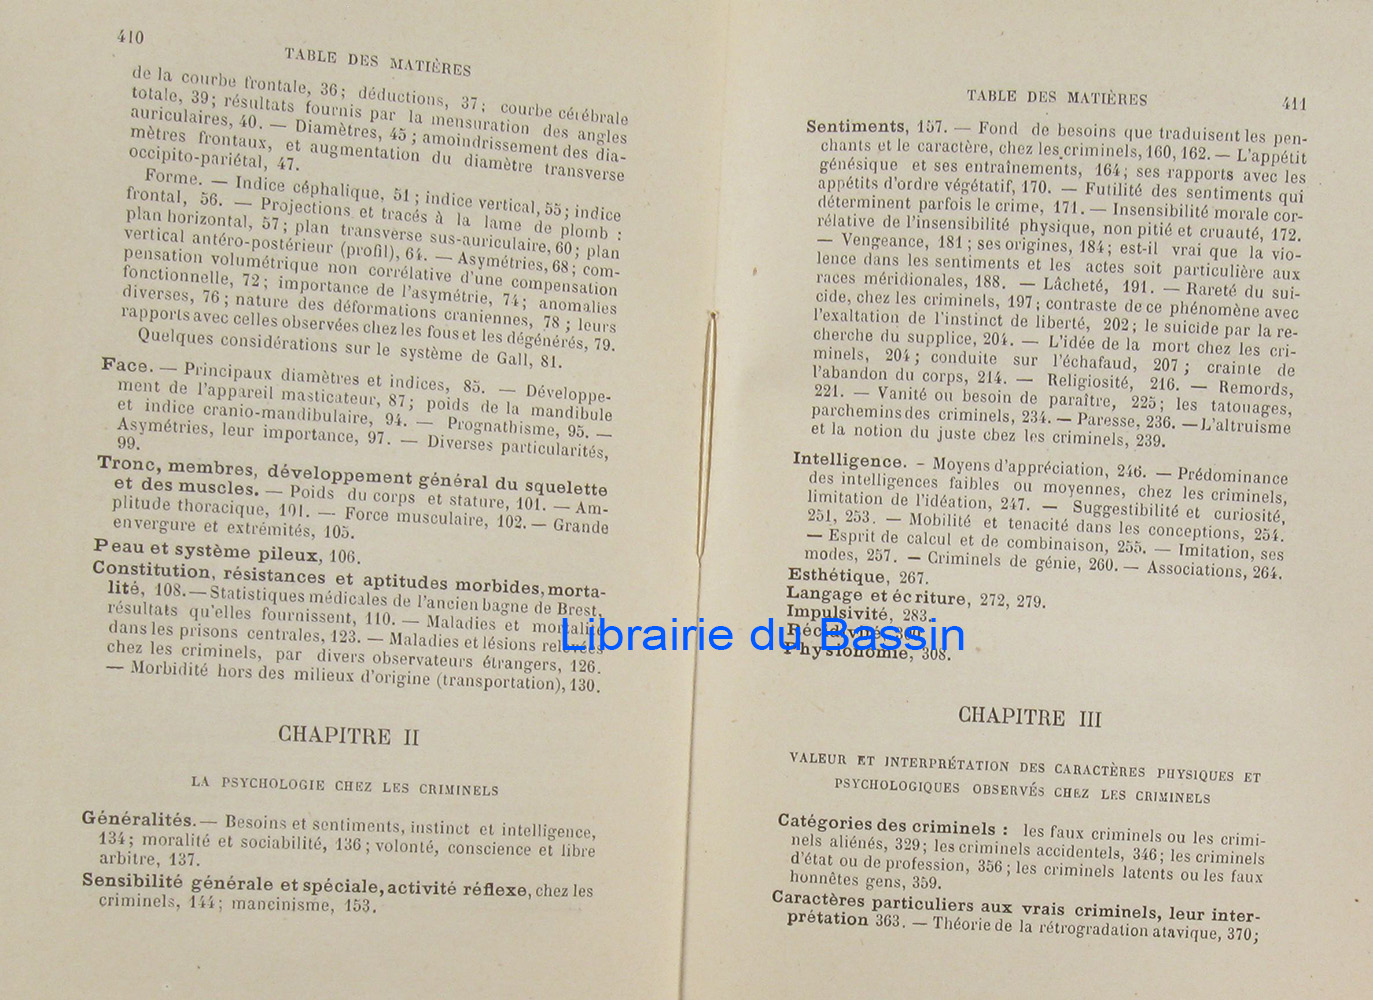 410
TABLE DES MATIÈRES
de la courbe frontale, 36; déductions, 37; courbe cérébrale
totale, 39; résultats fournis par la mensuration des angles
auriculaires, 40. — Diamètres, 45; amoindrissement des dia-
mètres frontaux, et augmentation du diamètre transverse
occipito-pariétal, 47.
Forme. — Indice céphalique, 51; indice vertical, 55; indice
frontal, 56. — Projections et tracés à la lame de plomb :
plan horizontal, 57; plan transverse sus-auriculaire, 60; plan
vertical antéro-postérieur (profil), 64. — Asymétries, 68; com-
pensation volumétrique non corrélative d'une compensation
fonctionnelle, 72; importance de l'asymétrie, 74; anomalies
diverses, 76; nature des déformations craniennes, 78; leurs
rapports avec celles observées chez les fous et les dégénérés, 79.
Quelques considérations sur le système de Gall, 81.
Face. — Principaux diamètres et indices, 85. — Développe-
ment de l'appareil masticateur, 87; poids de la mandibule
et indice cranio-mandibulaire, 94. — Prognathisme, 95. —
Asymétries, leur importance, 97. — Diverses particularités,
99.
Tronc, membres, développement général du squelette
et des muscles. — Poids du corps et stature, 101. — Am-
plitude thoracique, 101. — Force musculaire, 102. — Grande
envergure et extrémités, 105.
Peau et système pileux, 106.
Constitution, résistances et aptitudes morbides, morta-
lité, 108. — Statistiques médicales de l'ancien bagne de Brest,
résultats qu'elles fournissent, 110. — Maladies et mortalité
dans les prisons centrales, 123. — Maladies et lésions relevées
chez les criminels, par divers observateurs étrangers, 126.
— Morbidité hors des milieux d'origine (transportation), 130.
CHAPITRE II
LA PSYCHOLOGIE CHEZ LES CRIMINELS
Généralités. — Besoins et sentiments, instinct et intelligence,
134; moralité et sociabilité, 136; volonté, conscience et libre
arbitre, 137.
Sensibilité générale et spéciale, activité réflexe, chez les
criminels, 144; mancinisme, 153.
TABLE DES MATIÈRES
411
Sentiments, 157. — Fond de besoins que traduisent les pen-
chants et le caractère, chez les criminels, 160, 162. — L'appétit
génésique et ses entraînements, 164; ses rapports avec les
appétits d'ordre végétatif, 170. — Futilité des sentiments qui
déterminent parfois le crime, 171. — Insensibilité morale cor-
rélative de l'insensibilité physique, non pitié et cruauté, 172.
— Vengeance, 181; ses origines, 184; est-il vrai que la vio-
lence dans les sentiments et les actes soit particulière aux
races méridionales, 188. — Lâcheté, 191. — Rareté du sui-
cide, chez les criminels, 197; contraste de ce phénomène avec
l'exaltation de l'instinct de liberté, 202; le suicide par la re-
cherche du supplice, 204. — L'idée de la mort chez les cri-
minels, 204; conduite sur l'échafaud, 207; crainte de
l'abandon du corps, 214. — Religiosité, 216. — Remords,
221. — Vanité ou besoin de paraître, 225; les tatouages,
parchemins des criminels, 234. — Paresse, 236. — L'altruisme
et la notion du juste chez les criminels, 239.
Intelligence. - Moyens d'appréciation, 246. — Prédominance
des intelligences faibles ou moyennes, chez les criminels,
limitation de l'idéation, 247. — Suggestibilité et curiosité,
251, 253. — Mobilité et tenacité dans les conceptions, 254.
— Esprit de calcul et de combinaison, 255. — Imitation, ses
modes, 257. — Criminels de génie, 260. — Associations, 264.
Esthétique, 267.
Langage et écriture, 272, 279.
Impulsivité, 283.
Récidivité,
Physionomie, 308.
Librairie du Bassin
CHAPITRE III
VALEUR ET INTERPRÉTATION DES CARACTÈRES PHYSIQUES ET
PSYCHOLOGIQUES OBSERVÉS CHEZ LES CRIMINELS
Catégories des criminels : les faux criminels ou les crimi-
nels aliénés, 329; les criminels accidentels, 346; les criminels
d'état ou de profession, 356; les criminels latents ou les faux
honnêtes gens, 359.
Caractères particuliers aux vrais criminels, leur inter-
prétation 363. — Théorie de la rétrogradation atavique, 370;